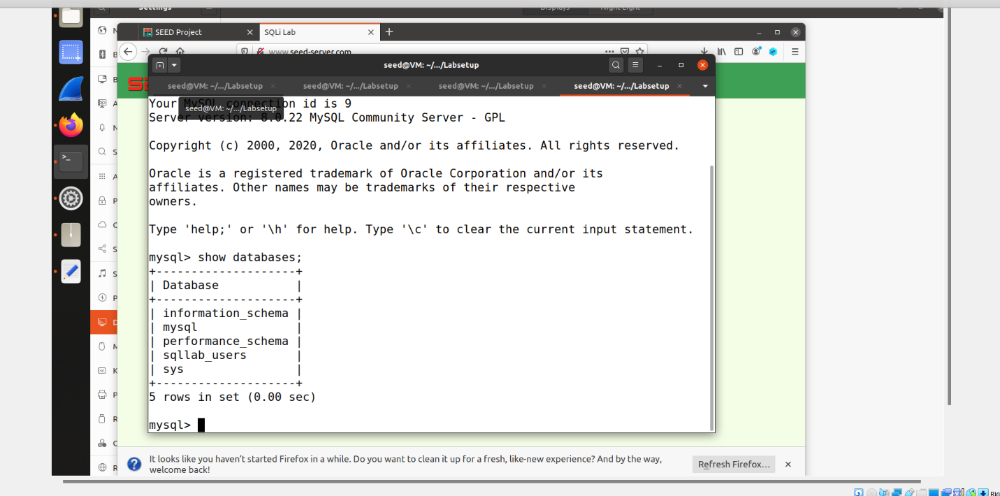 Settings
Displays
Night Light
SEED Project
SQLi Lab
www.seed-server.com
seed@VM: ~/.../Labsetup
seed@VM: ~/.../Labsetup
seed@VM: ~/.../Labsetup
seed@VM: ~/.../Labsetup
seed@VM: ~/.../Labsetup
seed@VM: ~/.../Labsetup
Your MySQL connection id is 9
Server version: 8.0.22 MySQL Community Server - GPL
Copyright (c) 2000, 2020, Oracle and/or its affiliates. All rights reserved.
Oracle is a registered trademark of Oracle Corporation and/or its
affiliates. Other names may be trademarks of their respective
owners.
Type 'help;' or '\h' for help. Type '\c' to clear the current input statement.
mysql> show databases;
+--------------------+
| Database           |
+--------------------+
| information_schema |
| mysql              |
| performance_schema |
| sqllab_users       |
| sys                |
+--------------------+
5 rows in set (0.00 sec)
mysql>
It looks like you haven't started Firefox in a while. Do you want to clean it up for a fresh, like-new experience? And by the way,
welcome back!
Refresh Firefox...